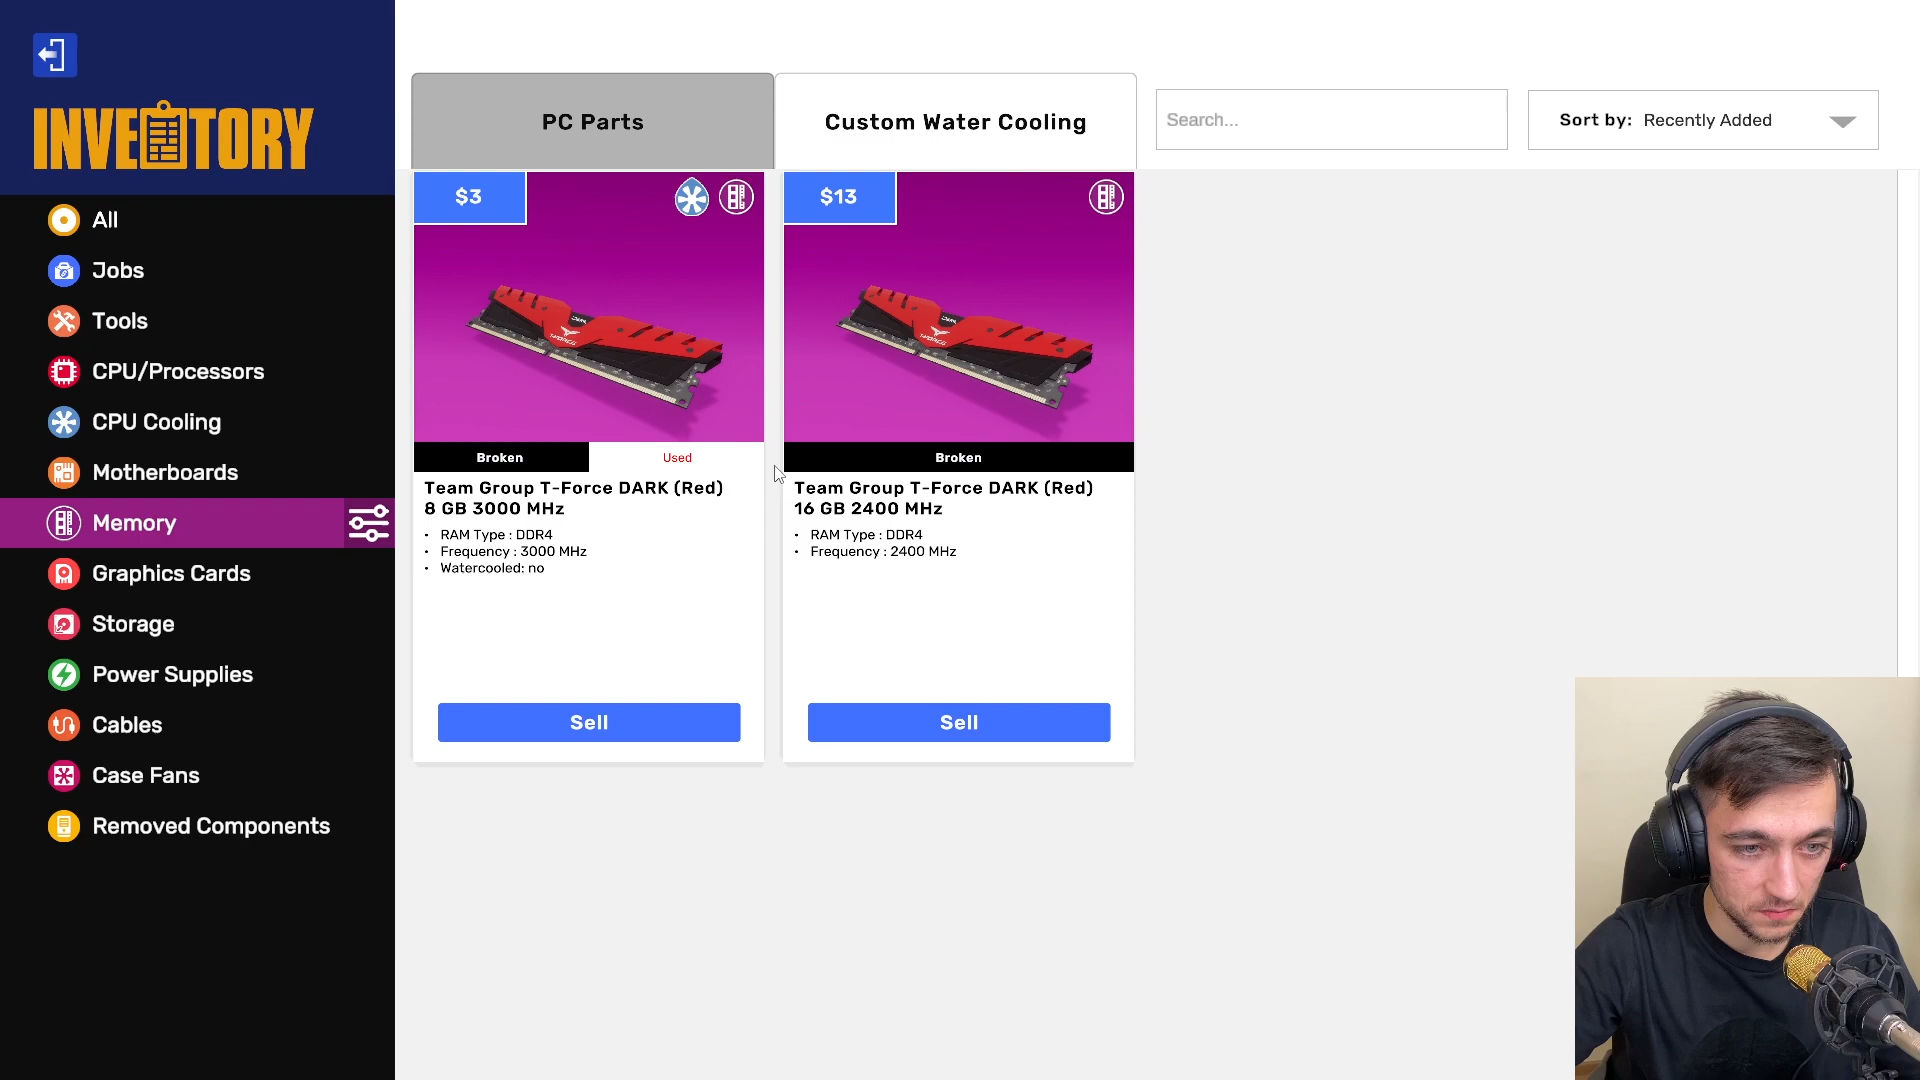 INVENTORY
All
Jobs
Tools
CPU/Processors
CPU Cooling
Motherboards
Memory
Graphics Cards
Storage
Power Supplies
Cables
Case Fans
Removed Components
PC Parts
Custom Water Cooling
Search...
Sort by: Recently Added
$3
Broken
Used
Team Group T-Force DARK (Red)
8 GB 3000 MHz
• RAM Type : DDR4
• Frequency : 3000 MHz
• Watercooled: no
Sell
$13
Broken
Team Group T-Force DARK (Red)
16 GB 2400 MHz
• RAM Type : DDR4
• Frequency : 2400 MHz
Sell